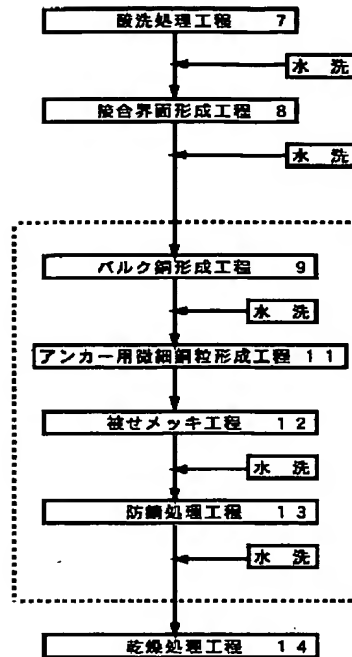 酸洗処理工程 7
水 洗
接合界面形成工程 8
水 洗
バルク銅形成工程 9
水 洗
アンカー用微細銅粒形成工程 11
被せメッキ工程 12
水 洗
防錆処理工程 13
水 洗
乾燥処理工程 14